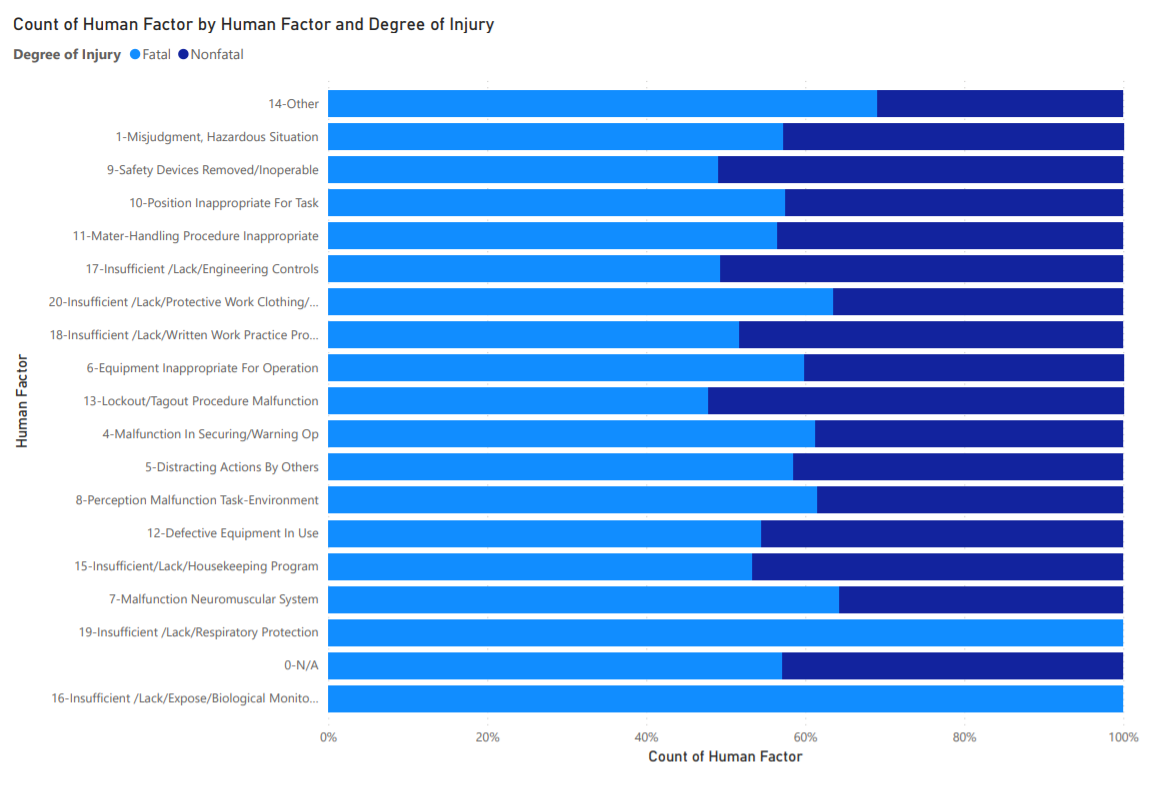 Count of Human Factor by Human Factor and Degree of Injury
Degree of Injury Fatal Nonfatal
14-Other
1-Misjudgment, Hazardous Situation
9-Safety Devices Removed/Inoperable
10-Position Inappropriate For Task
11-Mater-Handling Procedure Inappropriate
17-Insufficient /Lack/Engineering Controls
20-Insufficient /Lack/Protective Work Clothing/...
18-Insufficient /Lack/Written Work Practice Pro...
6-Equipment Inappropriate For Operation
13-Lockout/Tagout Procedure Malfunction
4-Malfunction In Securing/Warning Op
5-Distracting Actions By Others
8-Perception Malfunction Task-Environment
12-Defective Equipment In Use
15-Insufficient/Lack/Housekeeping Program
7-Malfunction Neuromuscular System
19-Insufficient /Lack/Respiratory Protection
0-N/A
16-Insufficient /Lack/Expose/Biological Monito...
Human Factor
0% 20% 40% 60% 80% 100%
Count of Human Factor